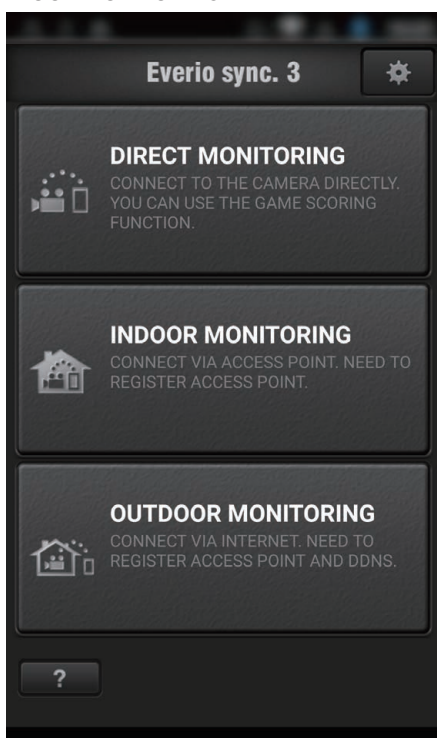 Everio sync. 3
DIRECT MONITORING
CONNECT TO THE CAMERA DIRECTLY.
YOU CAN USE THE GAME SCORING
FUNCTION.
INDOOR MONITORING
CONNECT VIA ACCESS POINT. NEED TO
REGISTER ACCESS POINT.
OUTDOOR MONITORING
CONNECT VIA INTERNET. NEED TO
REGISTER ACCESS POINT AND DDNS.
?